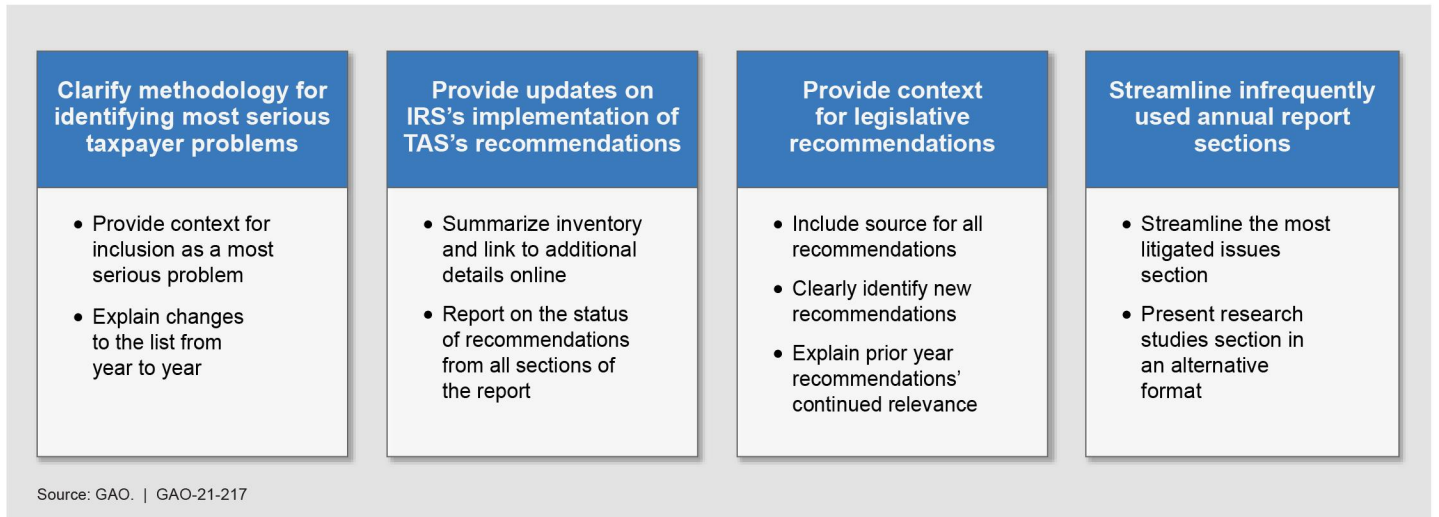 Clarify methodology for
identifying most serious
taxpayer problems
• Provide context for
inclusion as a most
serious problem
• Explain changes
to the list from
year to year
Provide updates on
IRS’s implementation of
TAS’s recommendations
• Summarize inventory
and link to additional
details online
• Report on the status
of recommendations
from all sections of
the report
Provide context
for legislative
recommendations
• Include source for all
recommendations
• Clearly identify new
recommendations
• Explain prior year
recommendations’
continued relevance
Streamline infrequently
used annual report
sections
• Streamline the most
litigated issues
section
• Present research
studies section in
an alternative
format
Source: GAO. | GAO-21-217